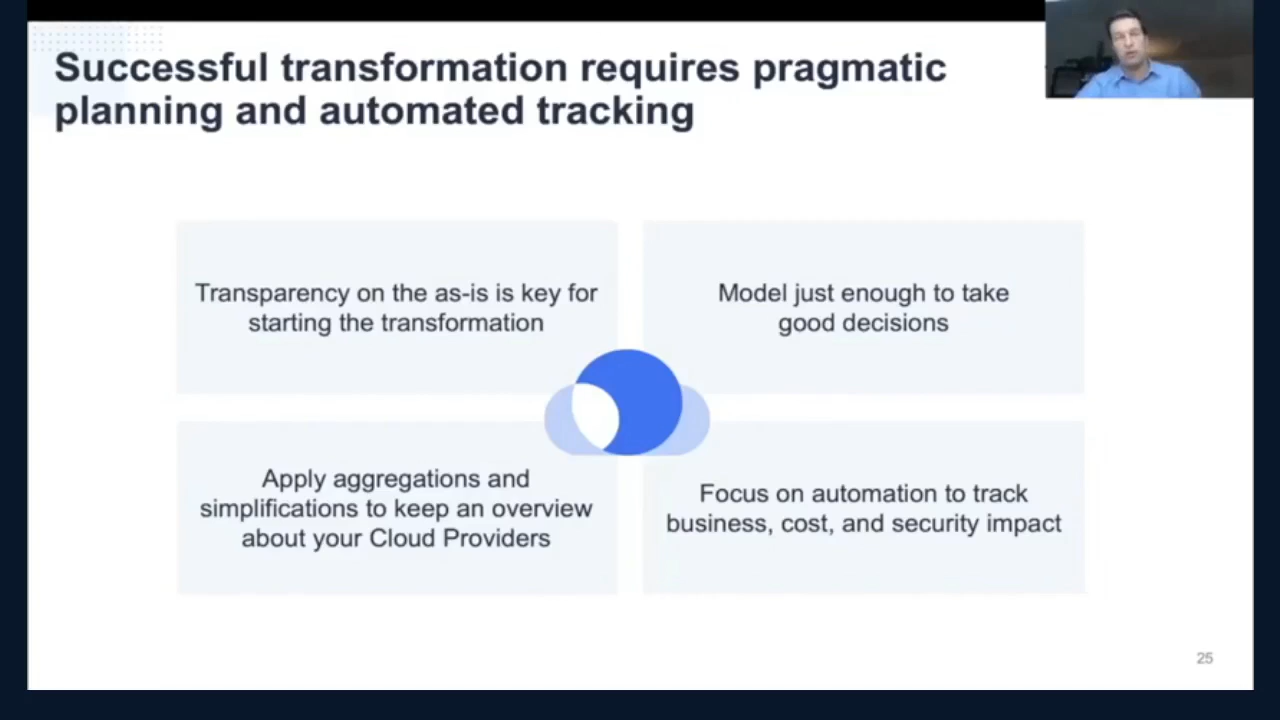 Successful transformation requires pragmatic
planning and automated tracking
Transparency on the as-is is key for
starting the transformation
Model just enough to take
good decisions
Apply aggregations and
simplifications to keep an overview
about your Cloud Providers
Focus on automation to track
business, cost, and security impact
25